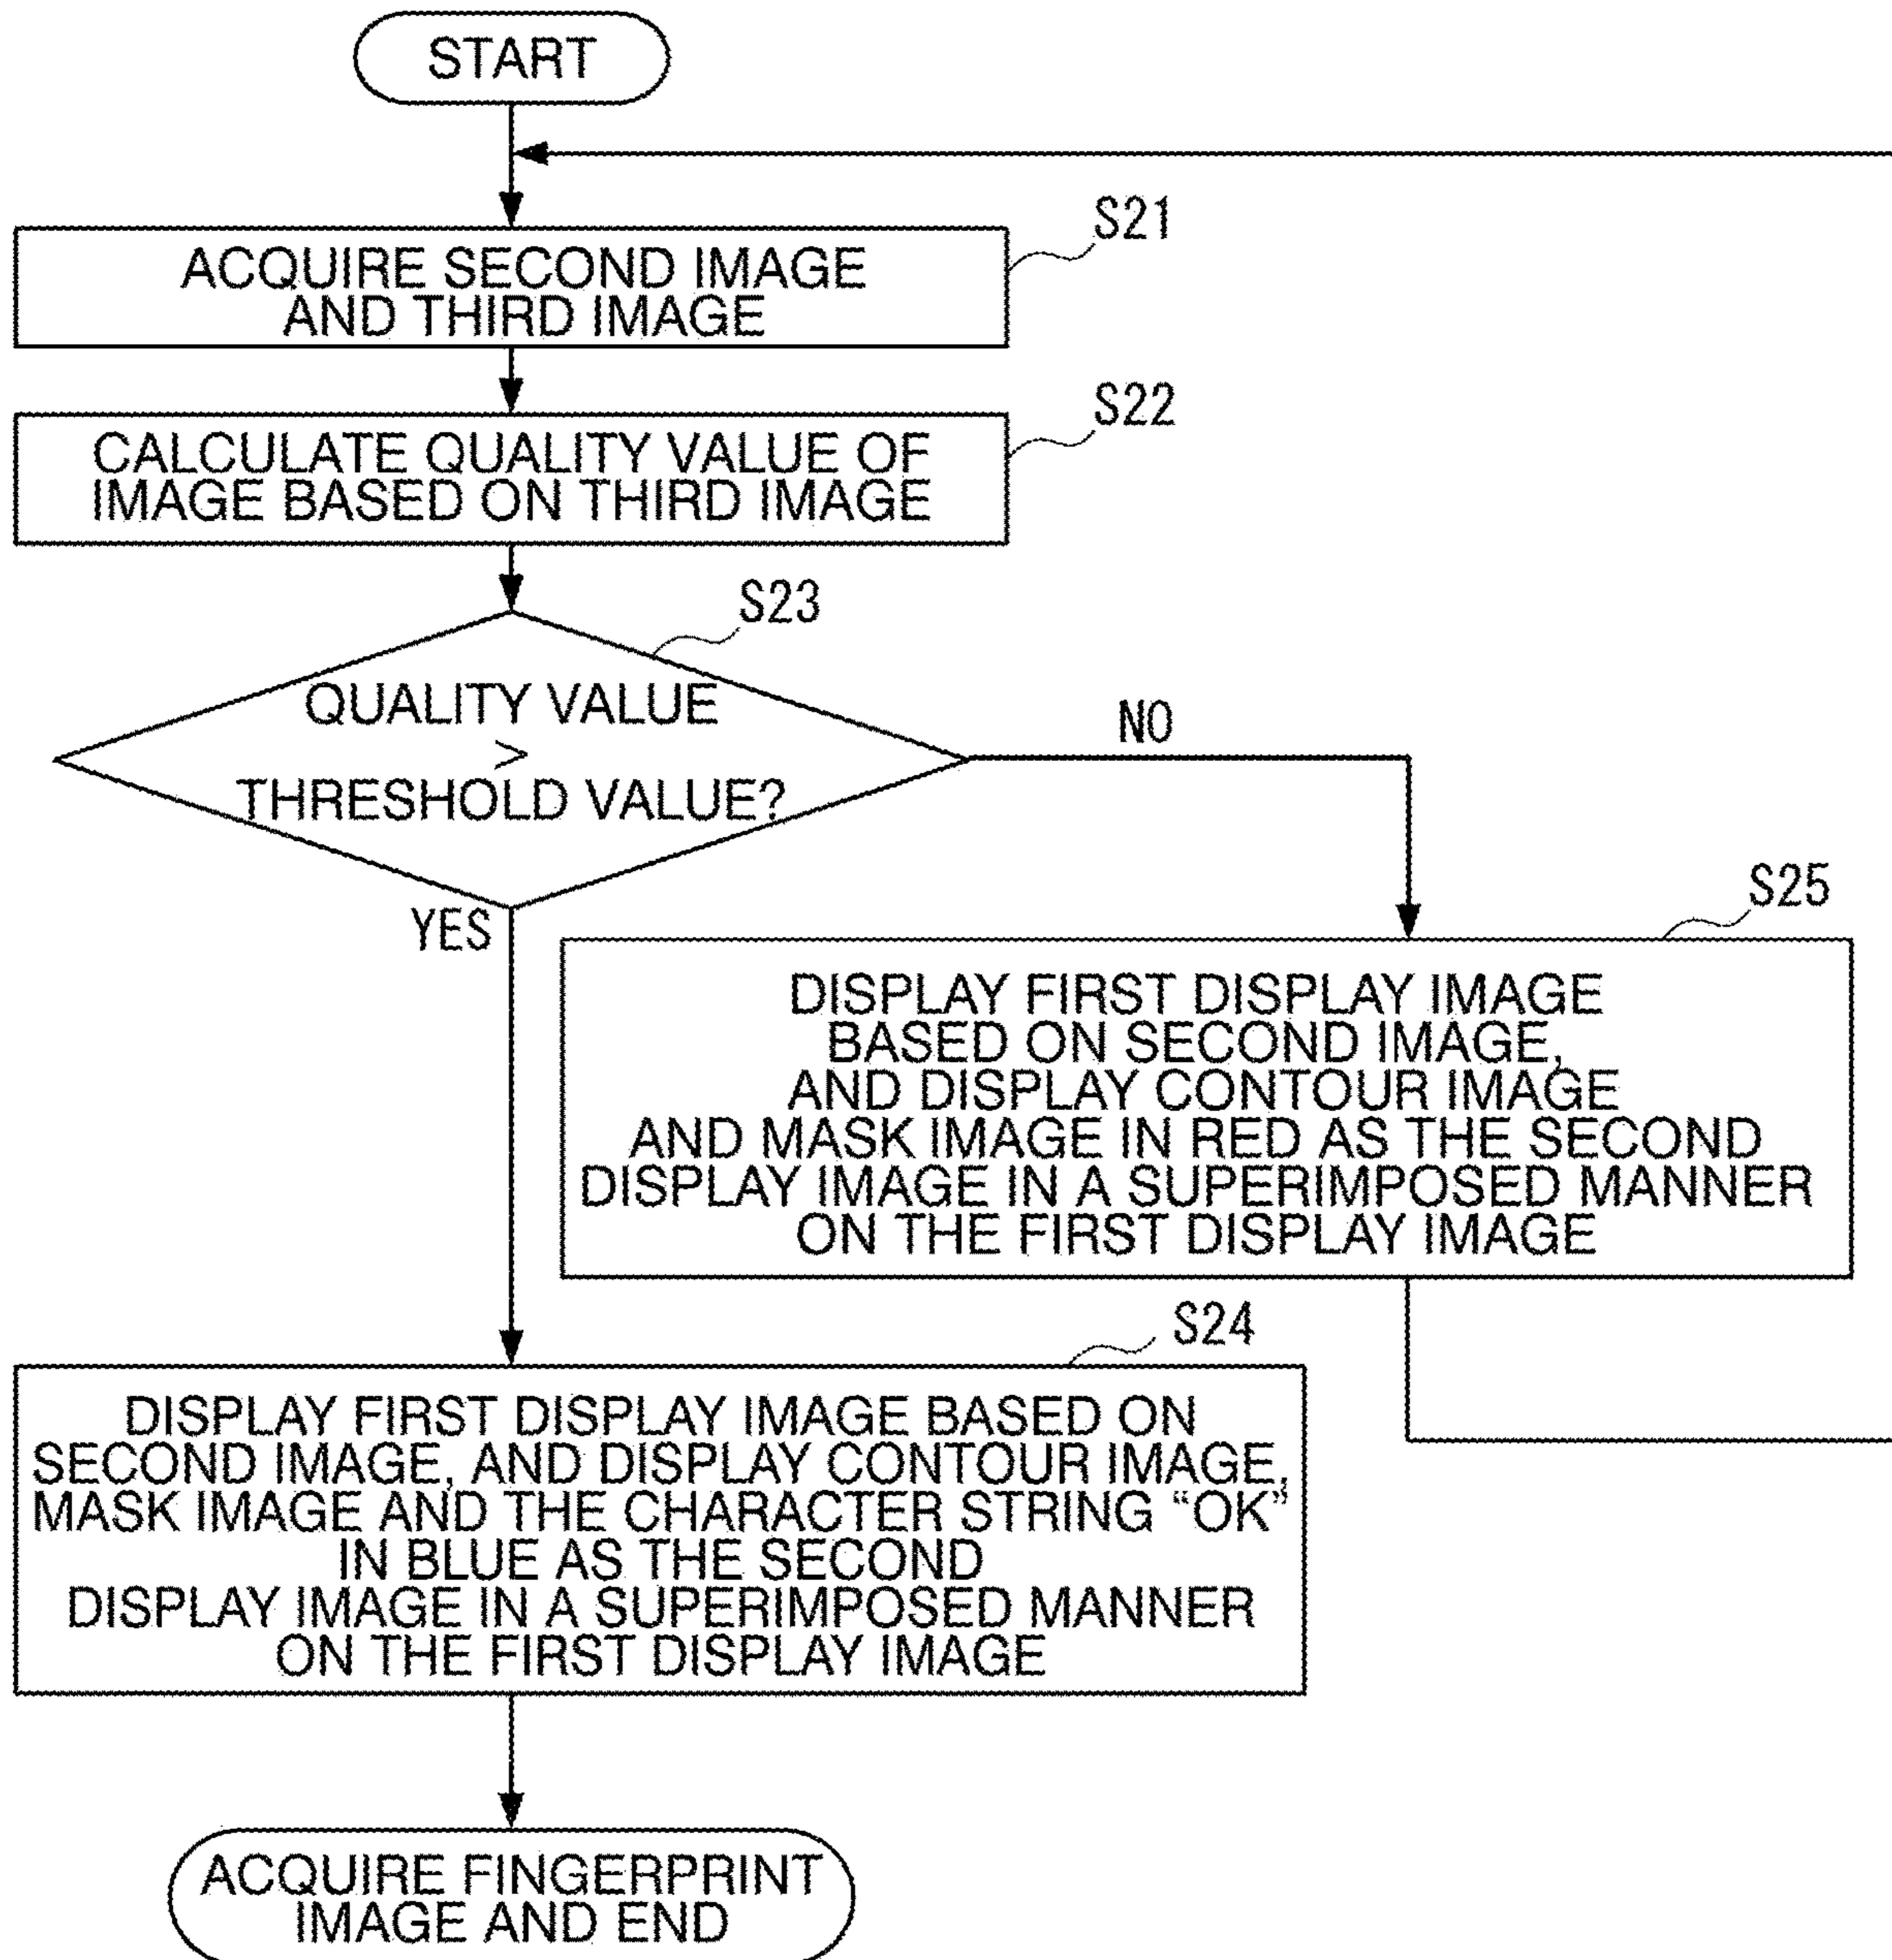 START
S21
ACQUIRE SECOND IMAGE
AND THIRD IMAGE
S22
CALCULATE QUALITY VALUE OF
IMAGE BASED ON THIRD IMAGE
S23
QUALITY VALUE
>
THRESHOLD VALUE?
NO
YES
S25
DISPLAY FIRST DISPLAY IMAGE
BASED ON SECOND IMAGE,
AND DISPLAY CONTOUR IMAGE
AND MASK IMAGE IN RED AS THE SECOND
DISPLAY IMAGE IN A SUPERIMPOSED MANNER
ON THE FIRST DISPLAY IMAGE
S24
DISPLAY FIRST DISPLAY IMAGE BASED ON
SECOND IMAGE, AND DISPLAY CONTOUR IMAGE,
MASK IMAGE AND THE CHARACTER STRING “OK”
IN BLUE AS THE SECOND
DISPLAY IMAGE IN A SUPERIMPOSED MANNER
ON THE FIRST DISPLAY IMAGE
ACQUIRE FINGERPRINT
IMAGE AND END